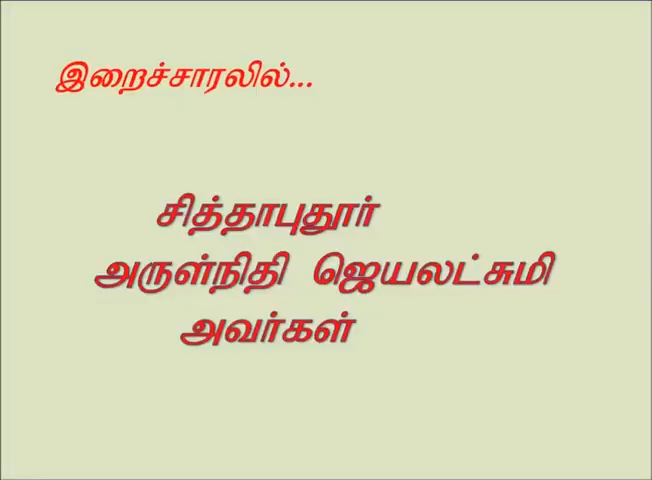 இறைச்சாரலில்...
சித்தாபுதூர்
அருள்நிதி ஜெயலட்சுமி
அவர்கள்